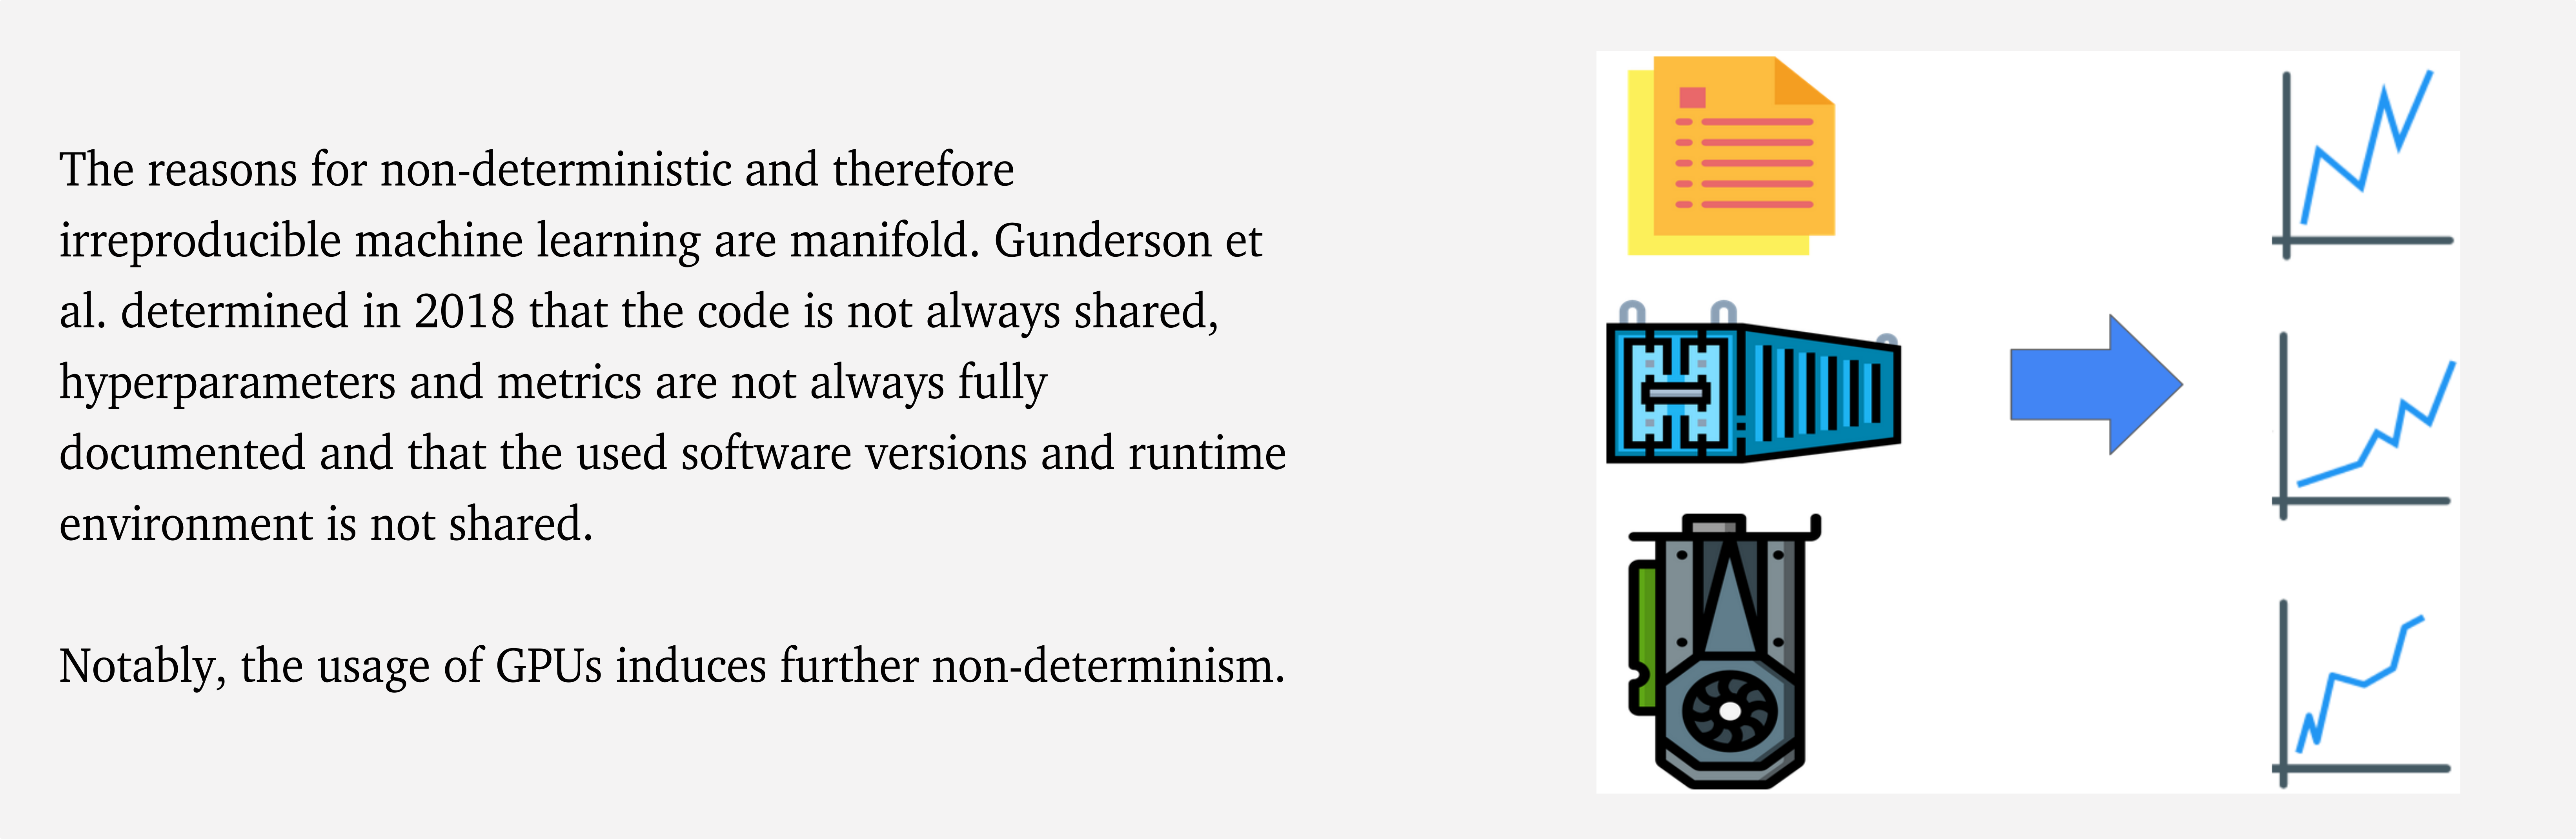 The reasons for non-deterministic and therefore
irreproducible machine learning are manifold. Gunderson et
al. determined in 2018 that the code is not always shared,
hyperparameters and metrics are not always fully
documented and that the used software versions and runtime
environment is not shared.
Notably, the usage of GPUs induces further non-determinism.